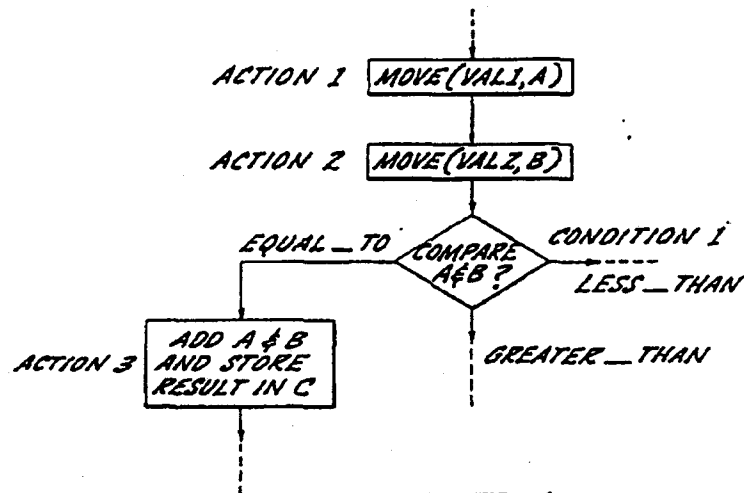 ACTION 1 MOVE(VAL1, A)
ACTION 2 MOVE(VAL2, B)
EQUAL_TO
CONDITION 1
COMPARE
A&B?
LESS_THAN
ADD A & B
ACTION 3 AND STORE
RESULT IN C
GREATER_THAN